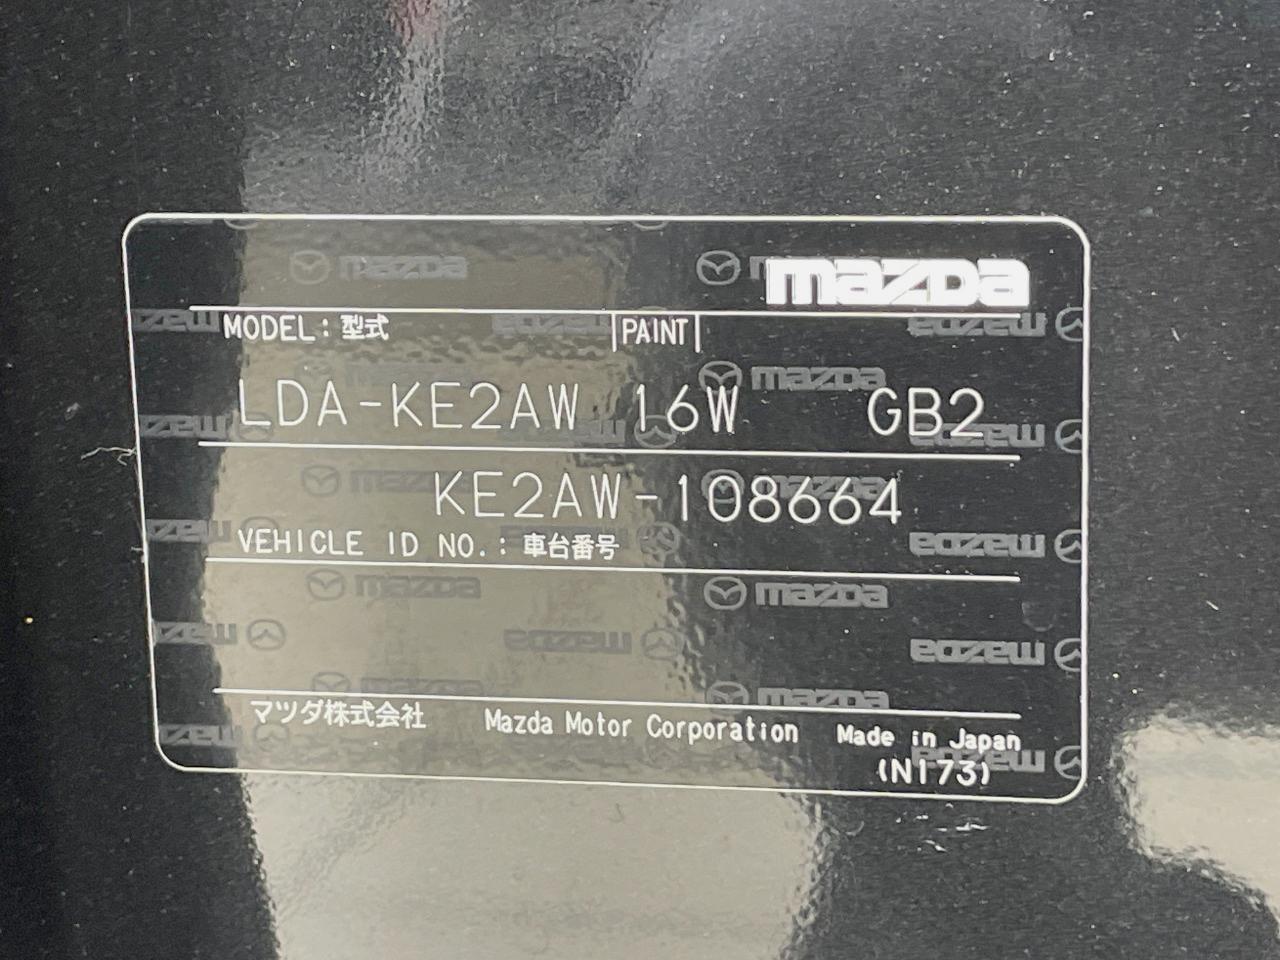 mazda
MODEL: 型式 PAINT
LDA-KE2AW 16W GB2
KE2AW-108664
VEHICLE ID NO.: 車台番号
マツダ株式会社 Mazda Motor Corporation Made in Japan
(N173)